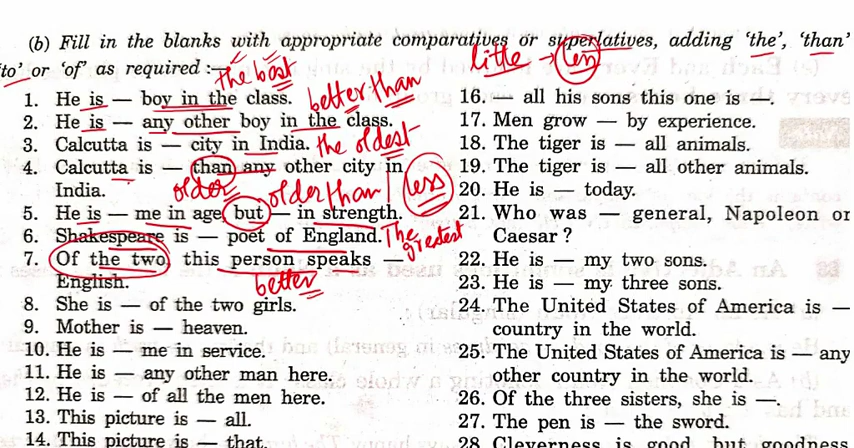 (b) Fill in the blanks with appropriate comparatives or superlatives, adding 'the', 'than'
to' or 'of' as required :—
little → less
the best
1. He is — boy in the class.
better than
2. He is — any other boy in the class.
3. Calcutta is — city in India. the oldest
4. Calcutta is — than any other city in
India.
older
older than
less
5. He is — me in age but — in strength.
6. Shakespeare is — poet of England. The greatest
7. Of the two this person speaks —
English.
better
8. She is — of the two girls.
9. Mother is — heaven.
10. He is — me in service.
11. He is — any other man here.
12. He is — of all the men here.
13. This picture is — all.
14. This picture is — that.
16. — all his sons this one is —.
17. Men grow — by experience.
18. The tiger is — all animals.
19. The tiger is — all other animals.
20. He is — today.
21. Who was — general, Napoleon or
Caesar ?
22. He is — my two sons.
23. He is — my three sons.
24. The United States of America is —
country in the world.
25. The United States of America is — any
other country in the world.
26. Of the three sisters, she is —.
27. The pen is — the sword.
28. Cleverness is good, but goodness